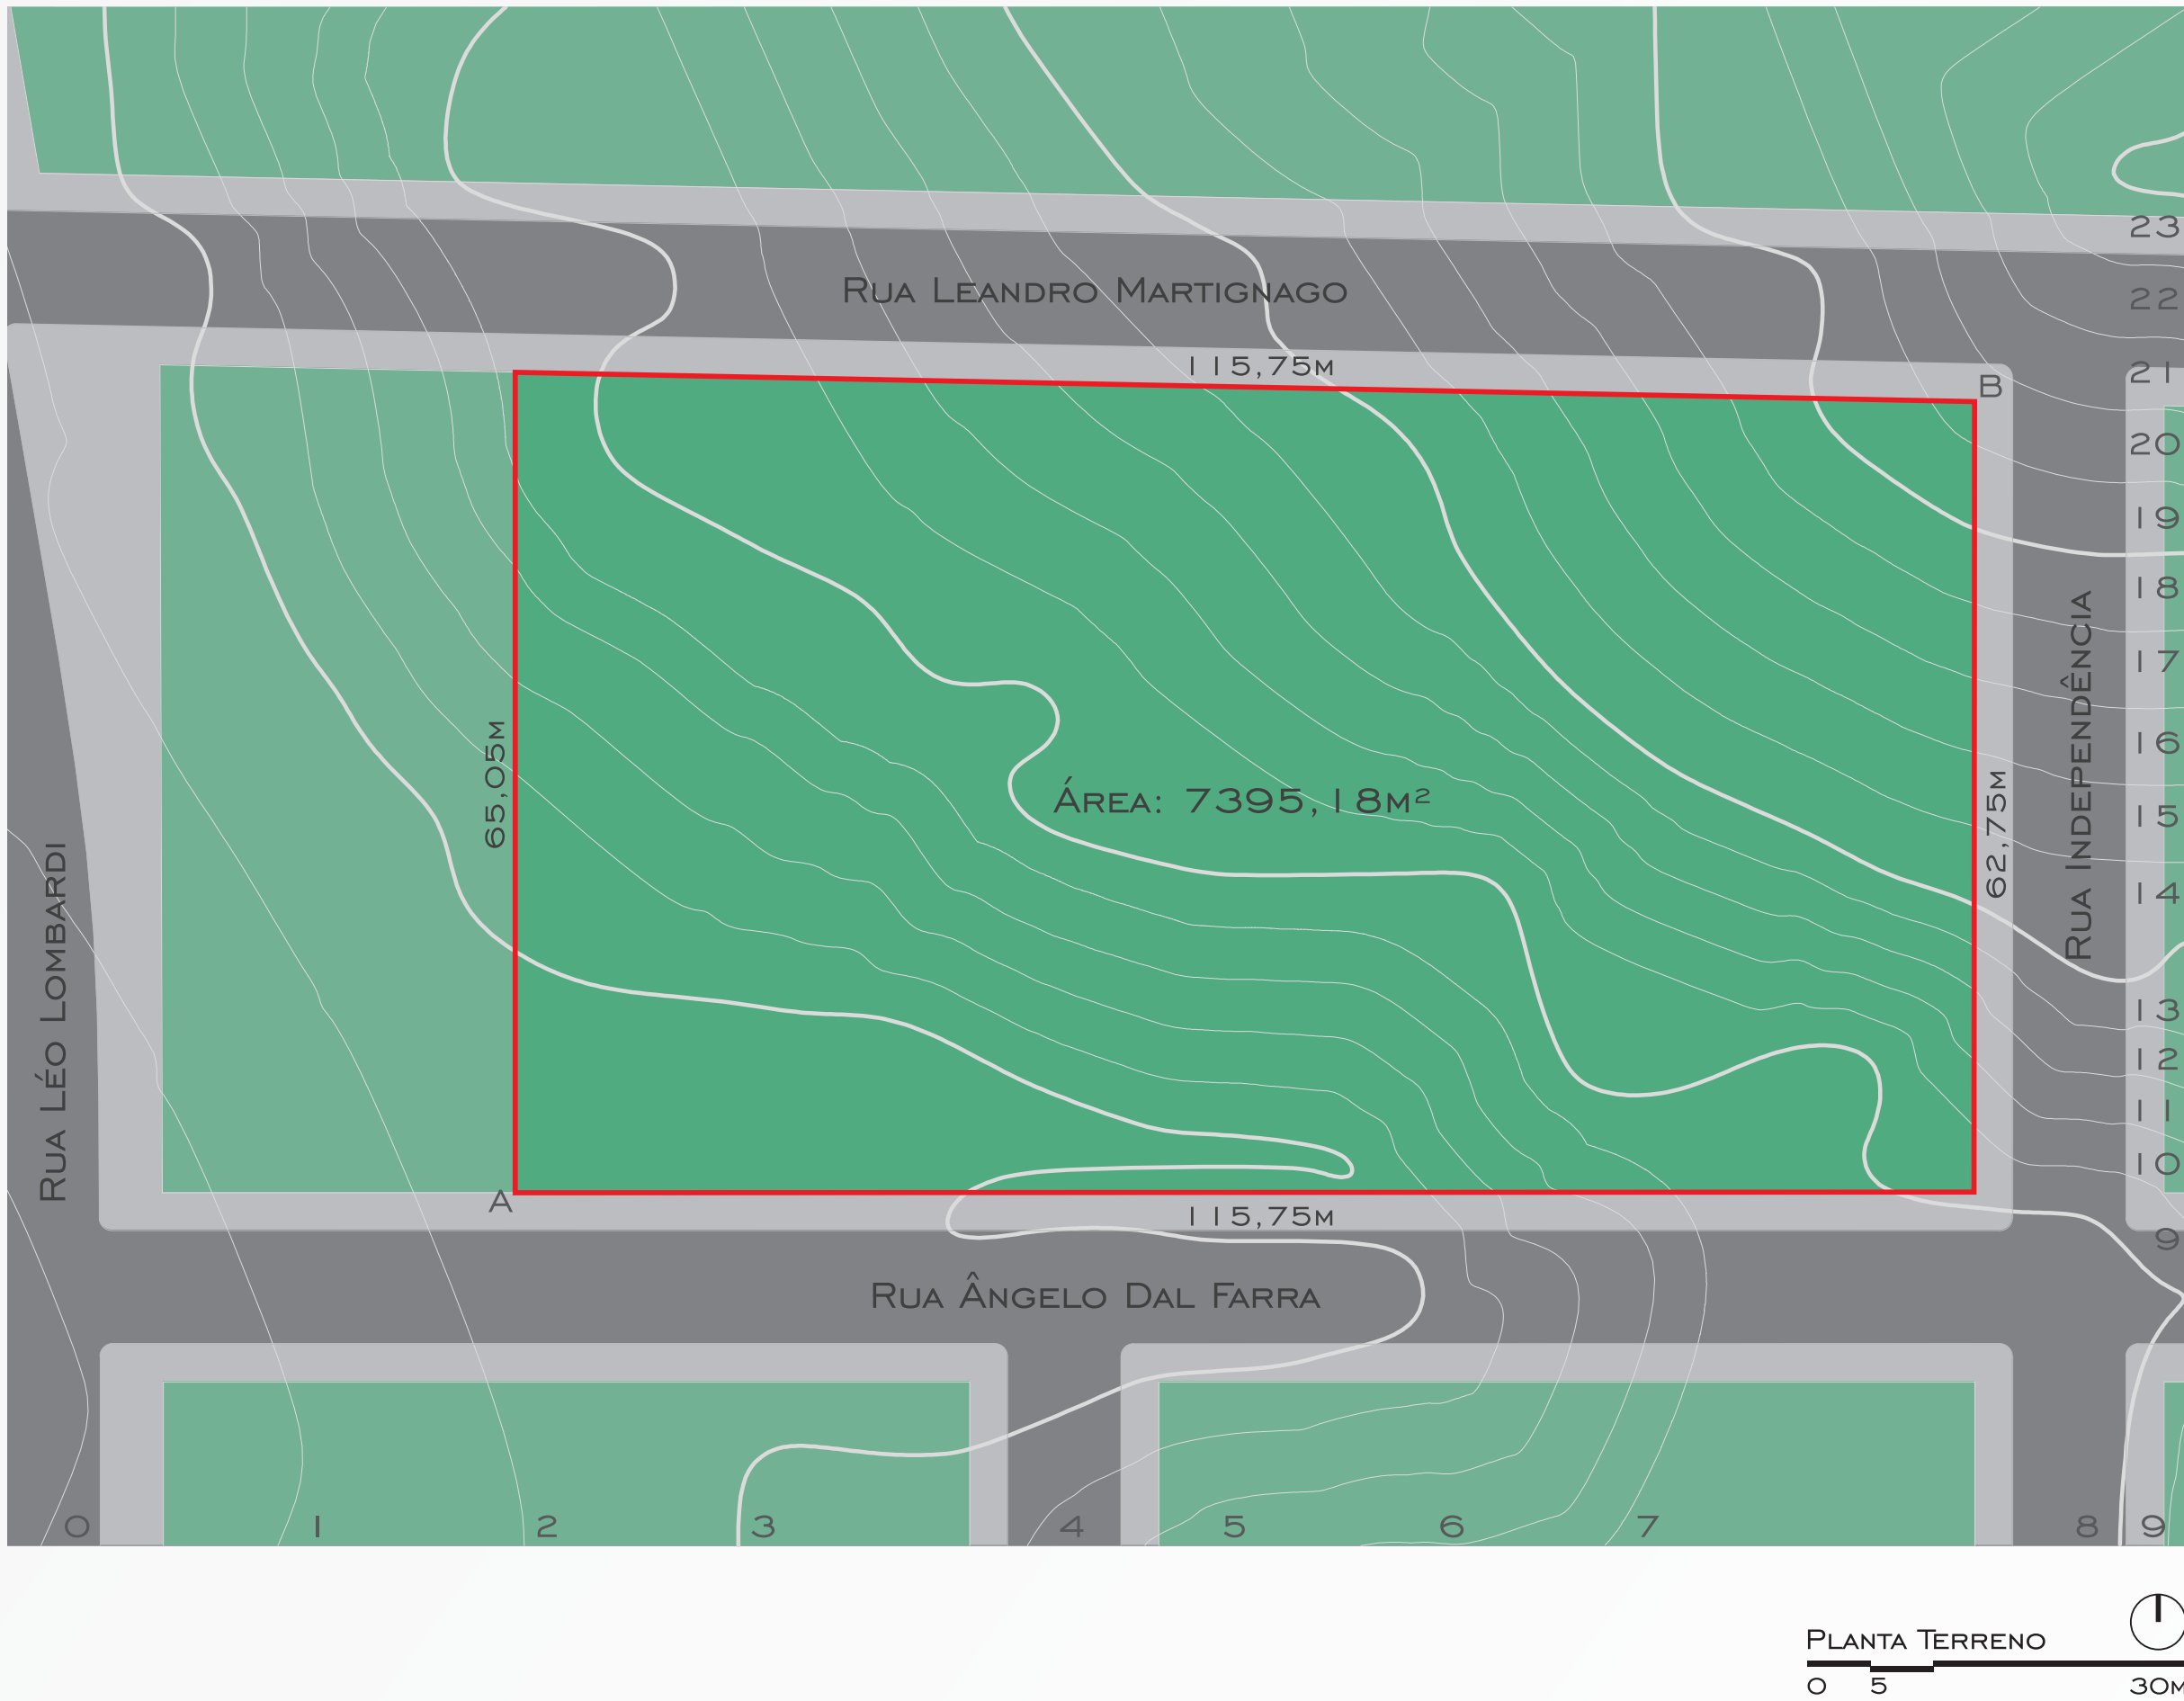 23
RUA LEANDRO MARTIGNAGO
22
115,75M
21
B
20
19
18
17
RUA INDEPENDÊNCIA
65,05M
16
62,75M
ÁREA: 7395,18M²
15
RUA LÉO LOMBARDI
14
13
12
11
10
A
115,75M
9
RUA ÂNGELO DAL FARRA
0 1 2 3 4 5 6 7 8 9
PLANTA TERRENO
0 5 30M